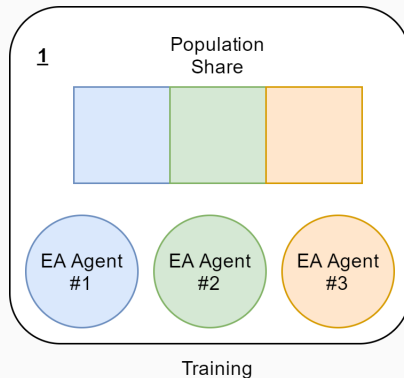 1
Population
Share
EA Agent
#1
EA Agent
#2
EA Agent
#3
Training